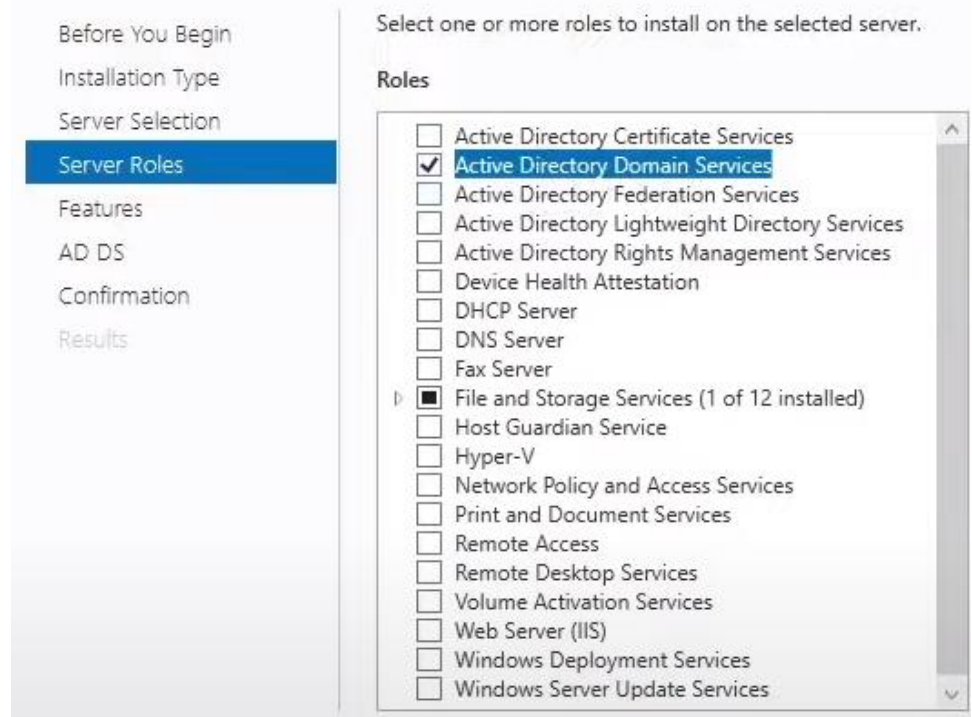 Before You Begin
Installation Type
Server Selection
Server Roles
Features
AD DS
Confirmation
Results
Select one or more roles to install on the selected server.
Roles
Active Directory Certificate Services
Active Directory Domain Services
Active Directory Federation Services
Active Directory Lightweight Directory Services
Active Directory Rights Management Services
Device Health Attestation
DHCP Server
DNS Server
Fax Server
File and Storage Services (1 of 12 installed)
Host Guardian Service
Hyper-V
Network Policy and Access Services
Print and Document Services
Remote Access
Remote Desktop Services
Volume Activation Services
Web Server (IIS)
Windows Deployment Services
Windows Server Update Services